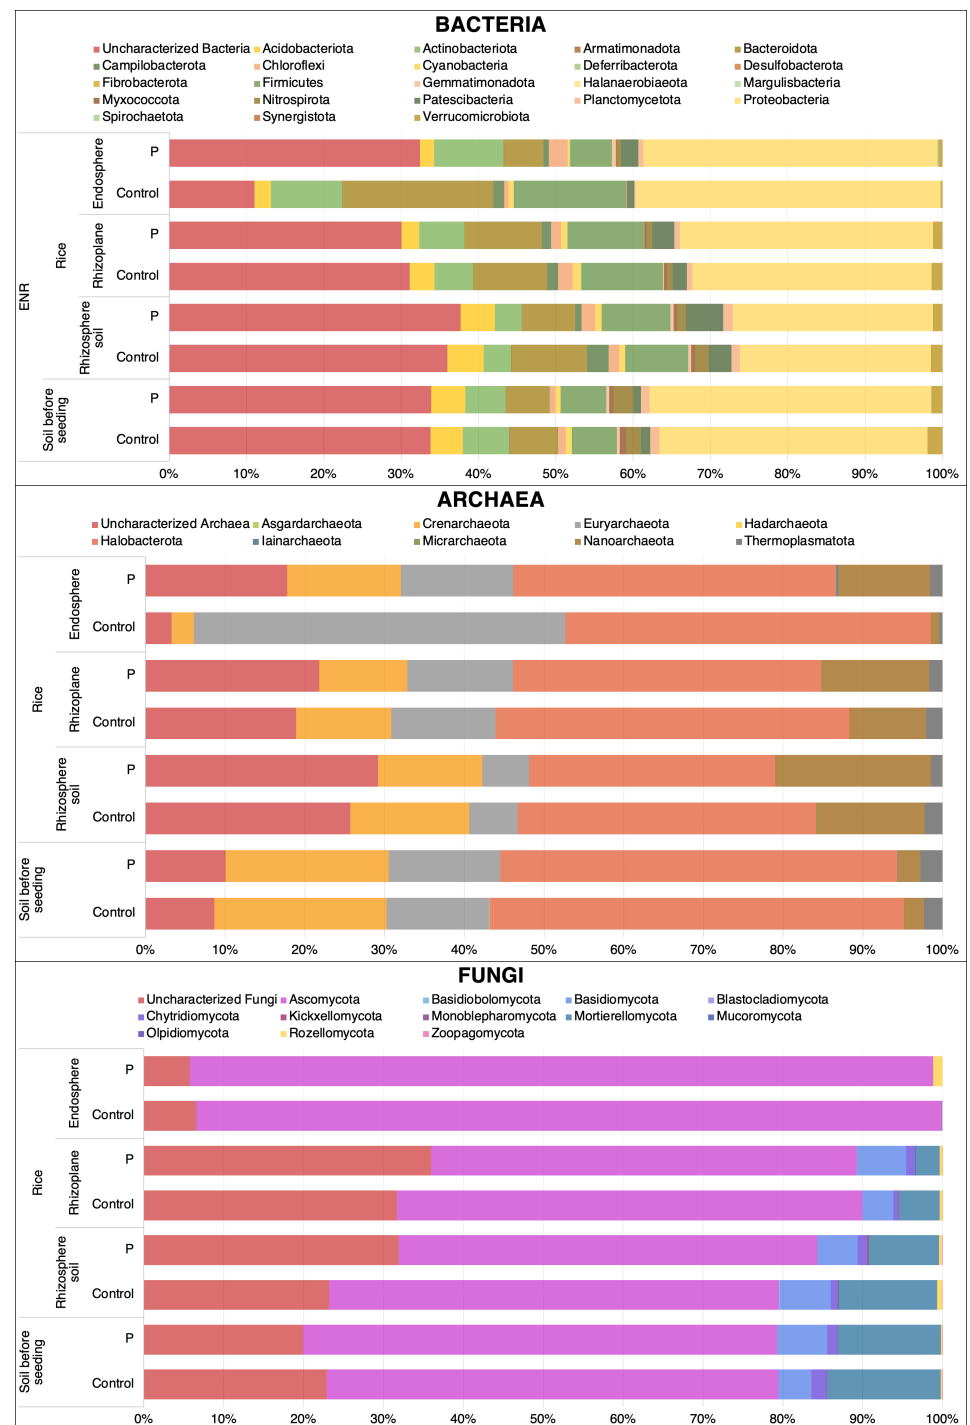 BACTERIA
Uncharacterized Bacteria Acidobacteriota Actinobacteriota Armatimonadota Bacteroidota
Campilobacterota Chloroflexi Cyanobacteria Deferribacterota Desulfobacterota
Fibrobacterota Firmicutes Gemmatimonadota Halanaerobiaeota Margulisbacteria
Myxococcota Nitrospirota Patescibacteria Planctomycetota Proteobacteria
Spirochaetota Synergistota Verrucomicrobiota
ENR
Rice
Endosphere
P
Control
Rhizoplane
P
Control
Rhizosphere
soil
P
Control
Soil before
seeding
P
Control
0% 10% 20% 30% 40% 50% 60% 70% 80% 90% 100%
ARCHAEA
Uncharacterized Archaea Asgardarchaeota Crenarchaeota Euryarchaeota Hadarchaeota
Halobacterota Iainarchaeota Micrarchaeota Nanoarchaeota Thermoplasmatota
Rice
Endosphere
P
Control
Rhizoplane
P
Control
Rhizosphere
soil
P
Control
Soil before
seeding
P
Control
0% 10% 20% 30% 40% 50% 60% 70% 80% 90% 100%
FUNGI
Uncharacterized Fungi Ascomycota Basidiobolomycota Basidiomycota Blastocladiomycota
Chytridiomycota Kickxellomycota Monoblepharomycota Mortierellomycota Mucoromycota
Olpidiomycota Rozellomycota Zoopagomycota
Rice
Endosphere
P
Control
Rhizoplane
P
Control
Rhizosphere
soil
P
Control
Soil before
seeding
P
Control
0% 10% 20% 30% 40% 50% 60% 70% 80% 90% 100%